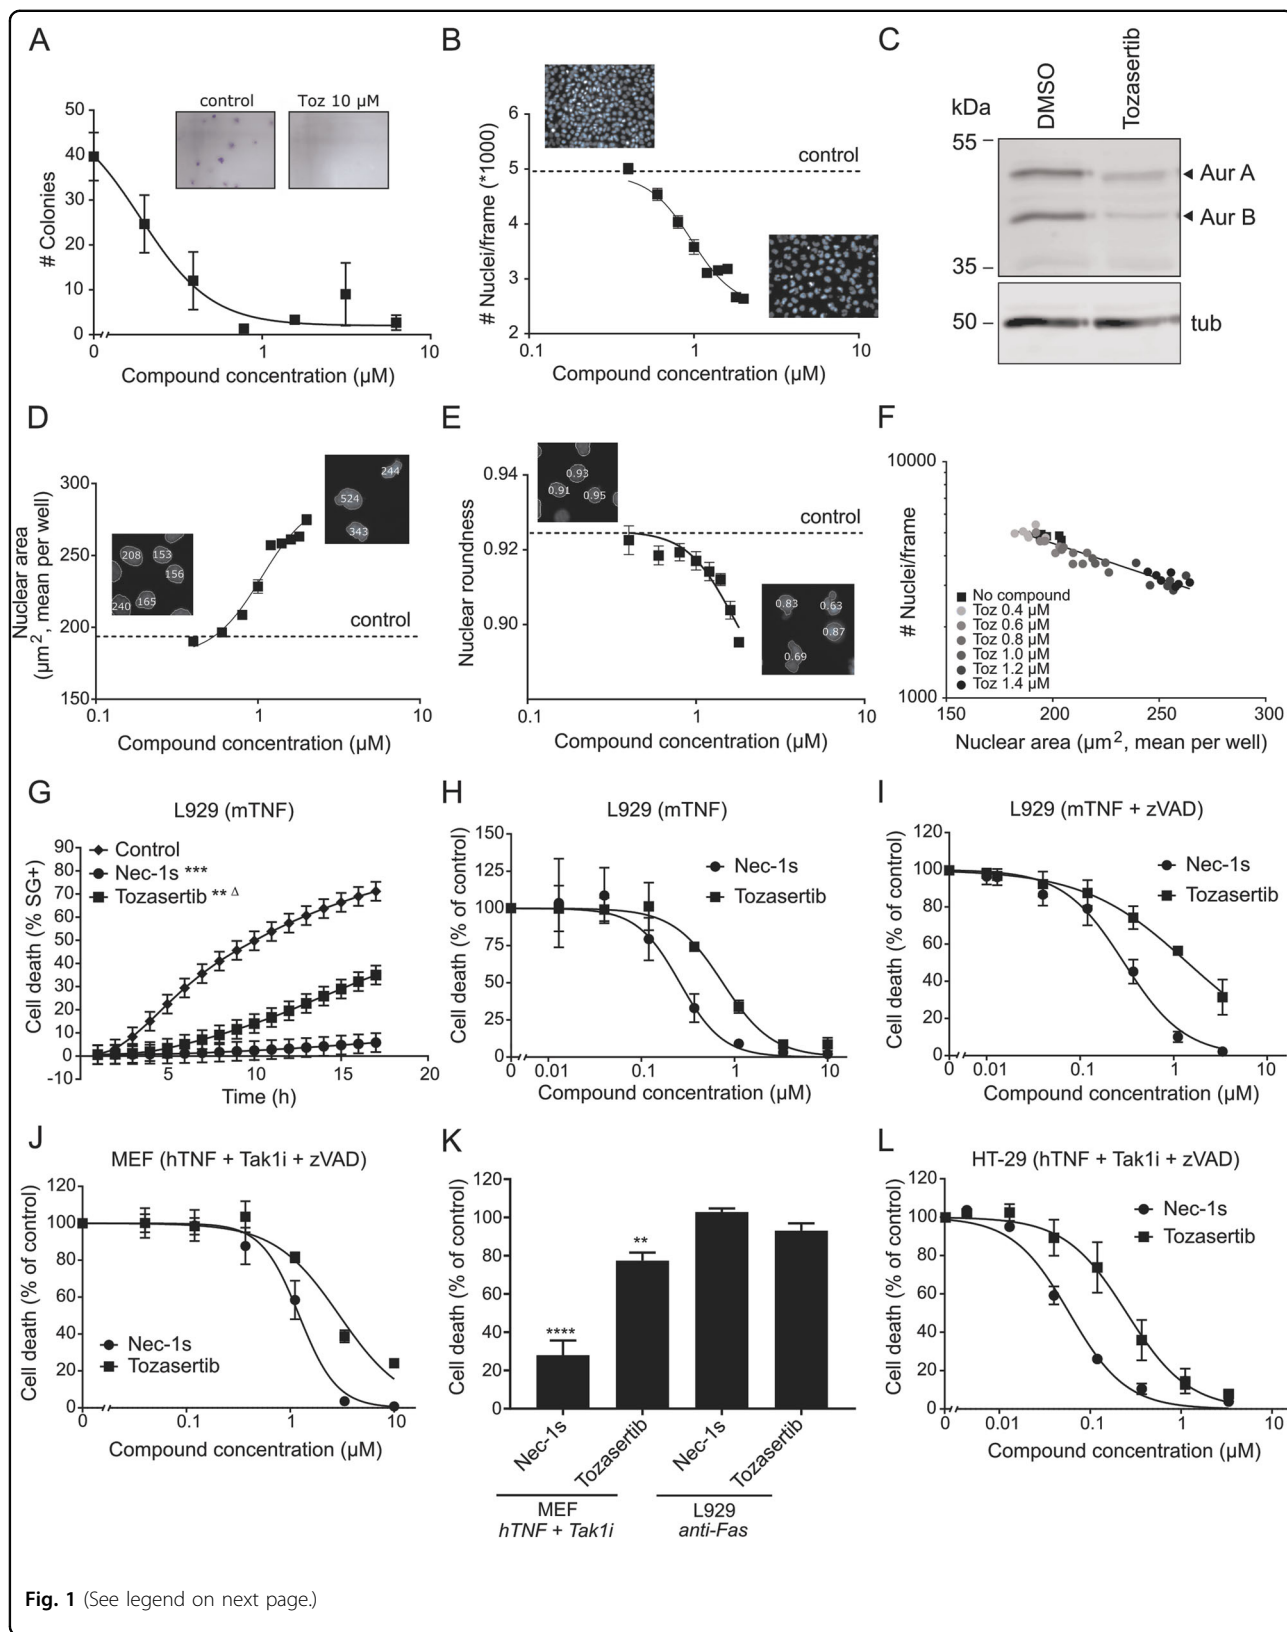 A
control
Toz 10 µM
50
40
30
20
10
0
# Colonies
0
1
10
Compound concentration (µM)
B
6
5
4
3
2
# Nuclei/frame (*1000)
control
0.1
1
10
Compound concentration (µM)
C
kDa
DMSO
Tozasertib
55
Aur A
Aur B
35
50
tub
D
300
250
200
150
Nuclear area
(µm², mean per well)
208
153
156
240
165
244
524
343
control
0.1
1
10
Compound concentration (µM)
E
0.94
0.92
0.90
Nuclear roundness
0.93
0.91
0.95
control
0.83
0.63
0.87
0.69
0.1
1
10
Compound concentration (µM)
F
10000
1000
# Nuclei/frame
No compound
Toz 0.4 µM
Toz 0.6 µM
Toz 0.8 µM
Toz 1.0 µM
Toz 1.2 µM
Toz 1.4 µM
150
200
250
300
Nuclear area (µm², mean per well)
G
L929 (mTNF)
90
80
70
60
50
40
30
20
10
0
-10
Cell death (% SG+)
Control
Nec-1s ***
Tozasertib ** Δ
5
10
15
20
Time (h)
H
L929 (mTNF)
150
125
100
75
50
25
0
Cell death (% of control)
Nec-1s
Tozasertib
0
0.01
0.1
1
10
Compound concentration (µM)
I
L929 (mTNF + zVAD)
120
100
80
60
40
20
0
Cell death (% of control)
Nec-1s
Tozasertib
0
0.01
0.1
1
10
Compound concentration (µM)
J
MEF (hTNF + Tak1i + zVAD)
120
100
80
60
40
20
0
Cell death (% of control)
Nec-1s
Tozasertib
0
0.1
1
10
Compound concentration (µM)
K
120
100
80
60
40
20
0
Cell death (% of control)
****
**
Nec-1s
Tozasertib
Nec-1s
Tozasertib
MEF
hTNF + Tak1i
L929
anti-Fas
L
HT-29 (hTNF + Tak1i + zVAD)
120
100
80
60
40
20
0
Cell death (% of control)
Nec-1s
Tozasertib
0
0.01
0.1
1
10
Compound concentration (µM)
Fig. 1 (See legend on next page.)